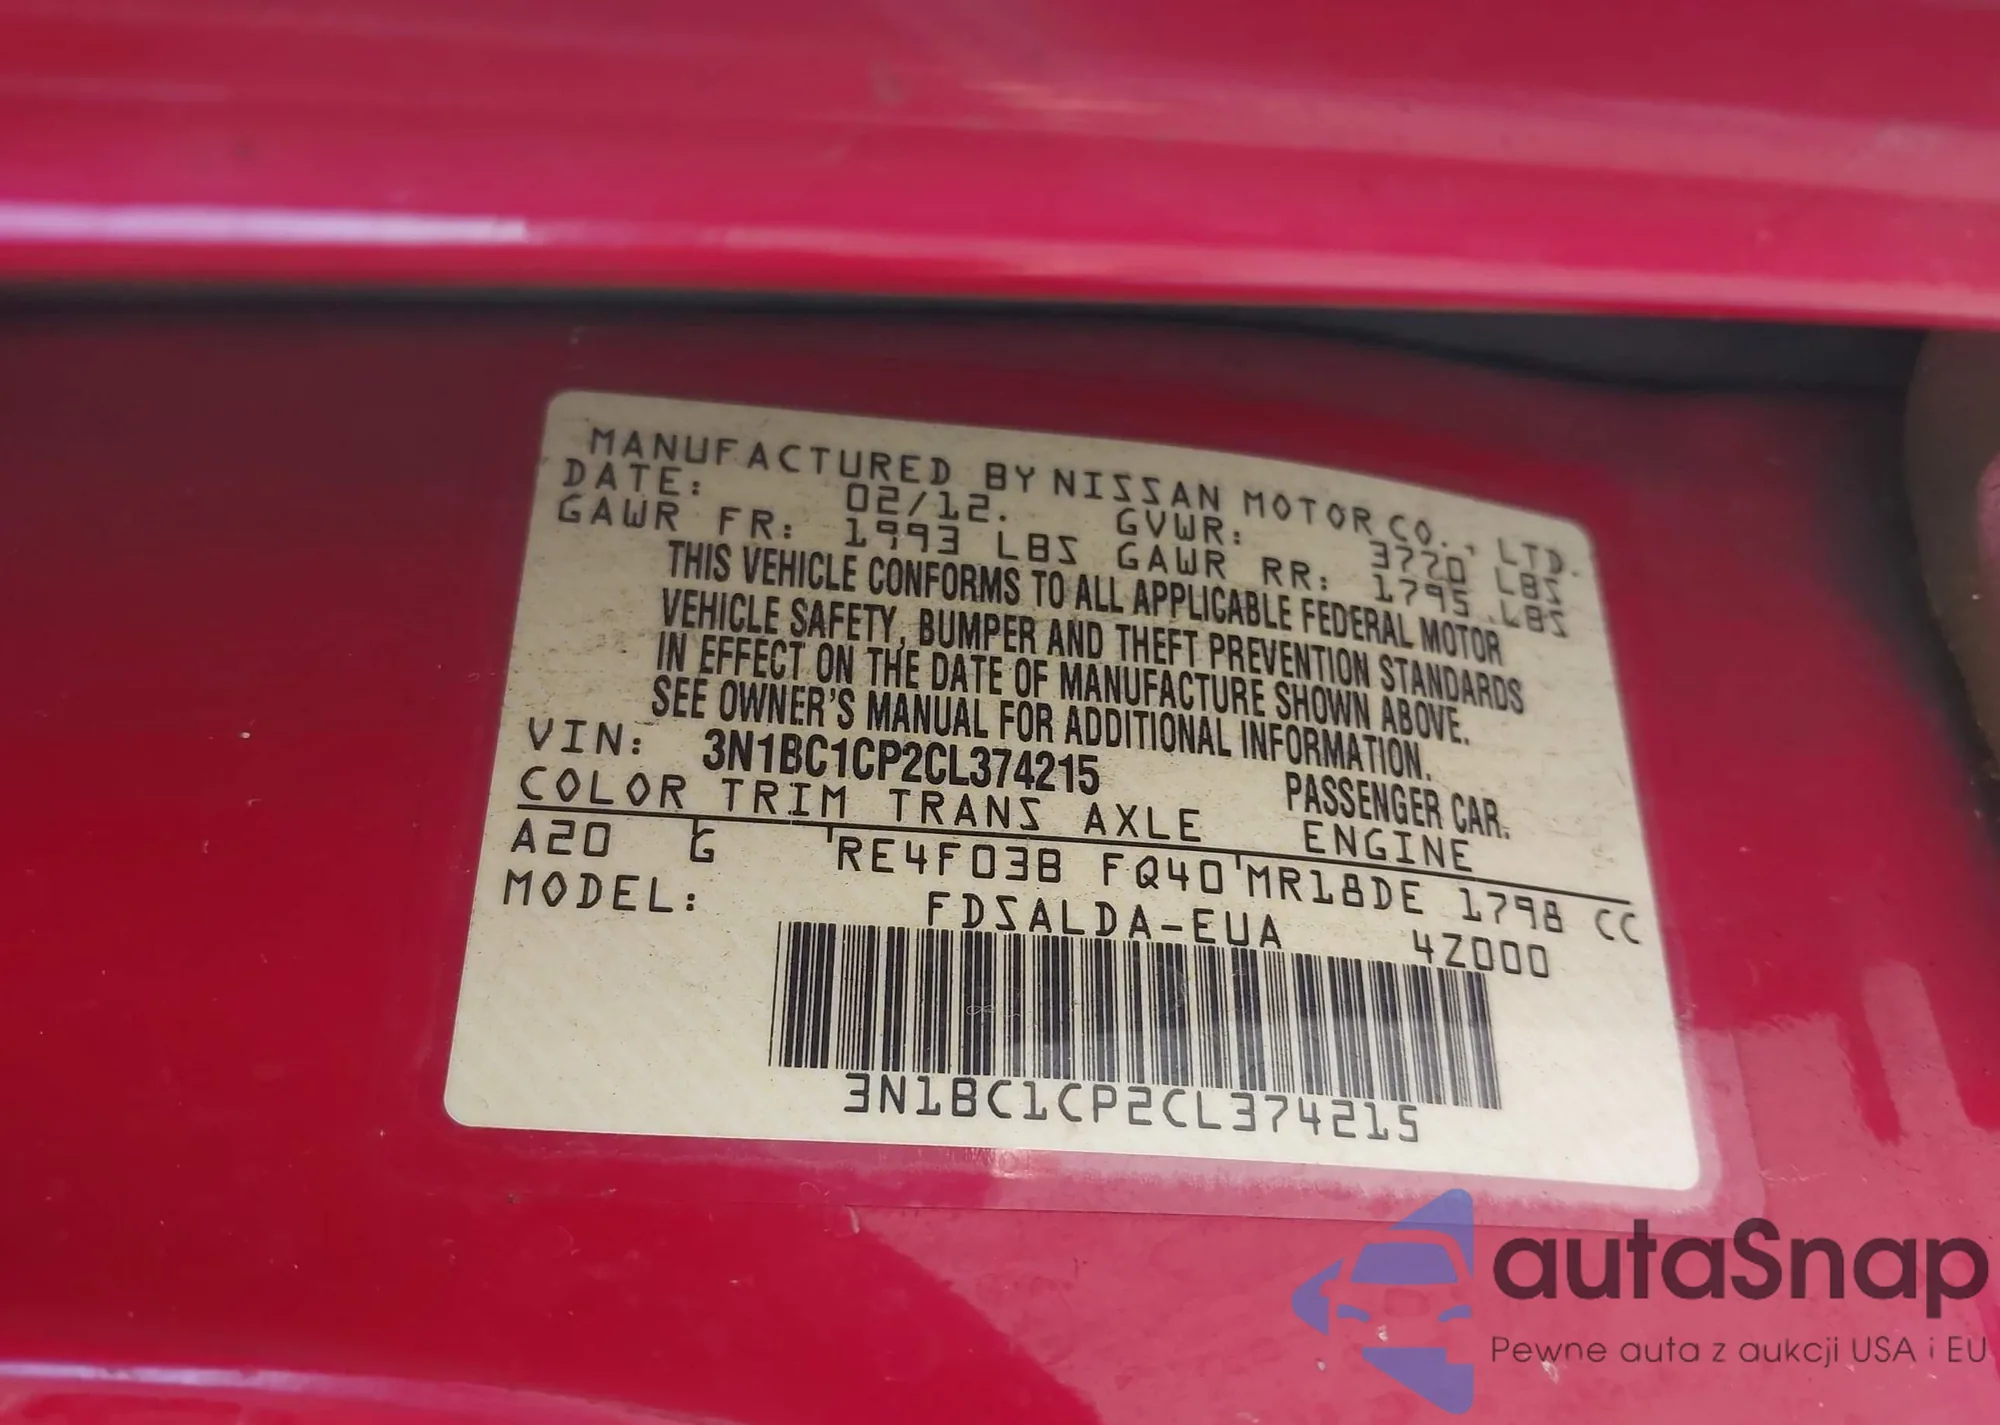 MANUFACTURED BY NISSAN MOTOR CO., LTD.
DATE: 02/12. GVWR: 3770 LBS
GAWR FR: 1993 LBS GAWR RR: 1795 LBS
THIS VEHICLE CONFORMS TO ALL APPLICABLE FEDERAL MOTOR
VEHICLE SAFETY, BUMPER AND THEFT PREVENTION STANDARDS
IN EFFECT ON THE DATE OF MANUFACTURE SHOWN ABOVE.
SEE OWNER'S MANUAL FOR ADDITIONAL INFORMATION.
VIN: 3N1BC1CP2CL374215 PASSENGER CAR.
COLOR TRIM TRANS AXLE ENGINE
A20 G RE4F03B FQ40 MR18DE 1798 CC
MODEL: FDSALDA-EUA 4Z000
3N1BC1CP2CL374215
autaSnap
Pewne auta z aukcji USA i EU